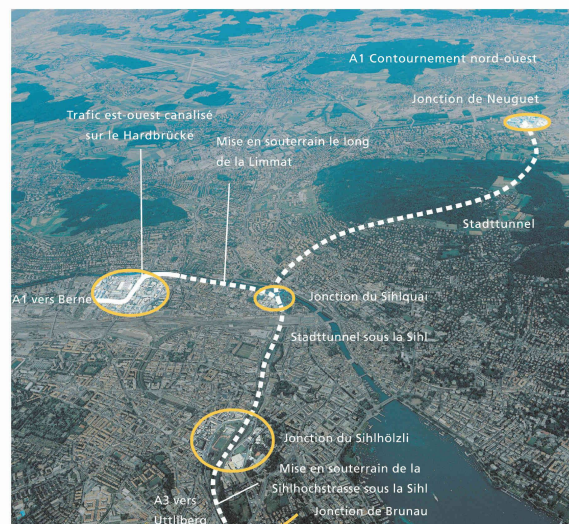 A1 Contournement nord-ouest
Jonction de Neuguet
Trafic est-ouest canalisé
sur le Hardbrücke
Mise en souterrain le long
de la Limmat
Stadttunnel
A1 vers Berne
Jonction du Sihlquai
Stadttunnel sous la Sihl
Jonction du Sihlhölzli
Mise en souterrain de la
Sihlhochstrasse sous la Sihl
A3 vers
Uttliberg
Jonction de Brunau